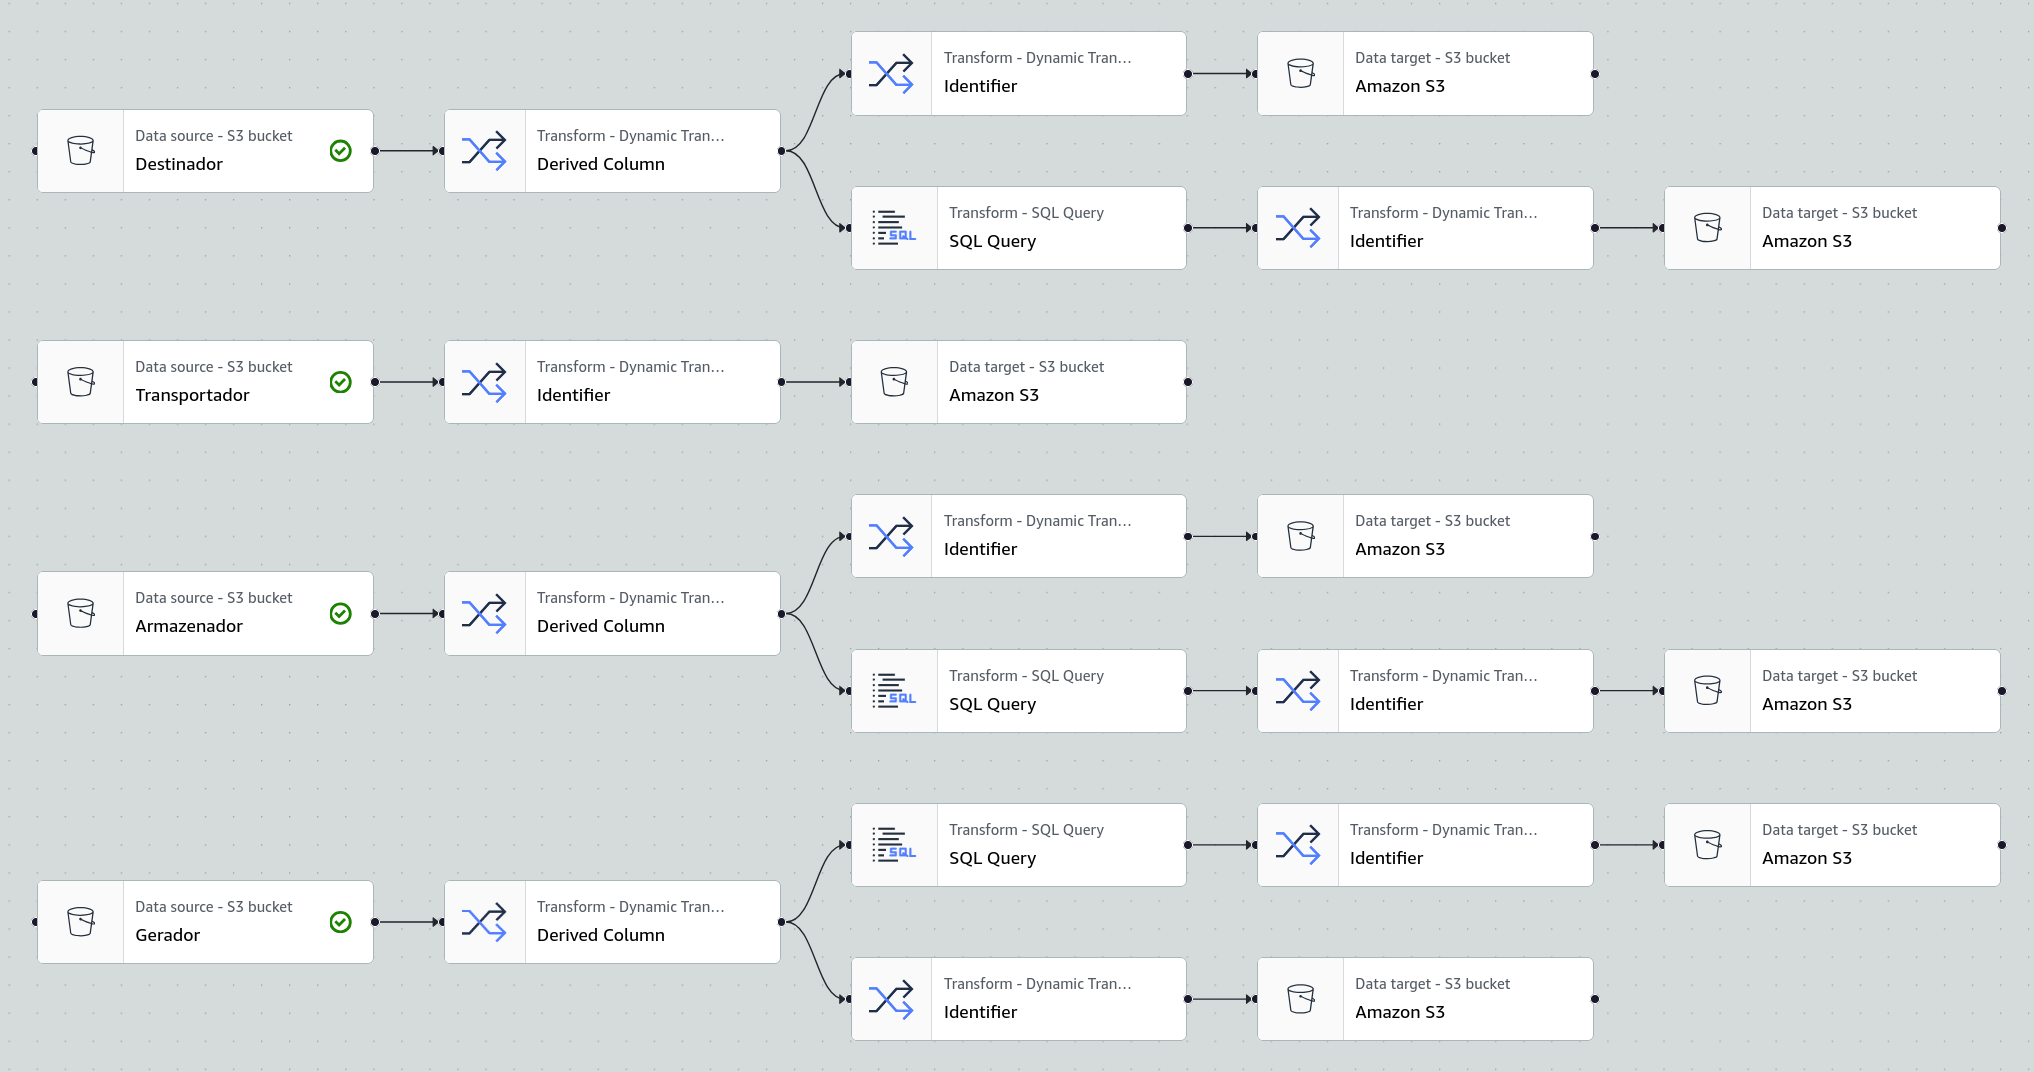 Transform - Dynamic Tran...
Identifier
Data target - S3 bucket
Amazon S3
Data source - S3 bucket
Destinador
Transform - Dynamic Tran...
Derived Column
SQL
Transform - SQL Query
SQL Query
Transform - Dynamic Tran...
Identifier
Data target - S3 bucket
Amazon S3
Data source - S3 bucket
Transportador
Transform - Dynamic Tran...
Identifier
Data target - S3 bucket
Amazon S3
Transform - Dynamic Tran...
Identifier
Data target - S3 bucket
Amazon S3
Data source - S3 bucket
Armazenador
Transform - Dynamic Tran...
Derived Column
SQL
Transform - SQL Query
SQL Query
Transform - Dynamic Tran...
Identifier
Data target - S3 bucket
Amazon S3
SQL
Transform - SQL Query
SQL Query
Transform - Dynamic Tran...
Identifier
Data target - S3 bucket
Amazon S3
Data source - S3 bucket
Gerador
Transform - Dynamic Tran...
Derived Column
Transform - Dynamic Tran...
Identifier
Data target - S3 bucket
Amazon S3